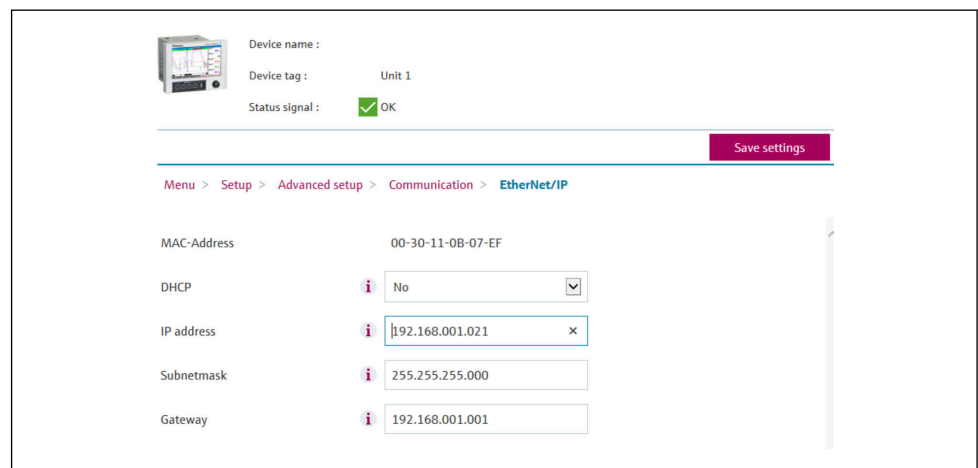 Device name :
Device tag : Unit 1
Status signal : OK
Save settings
Menu > Setup > Advanced setup > Communication > EtherNet/IP
MAC-Address 00-30-11-0B-07-EF
DHCP i No
IP address i 192.168.001.021 ×
Subnetmask i 255.255.255.000
Gateway i 192.168.001.001